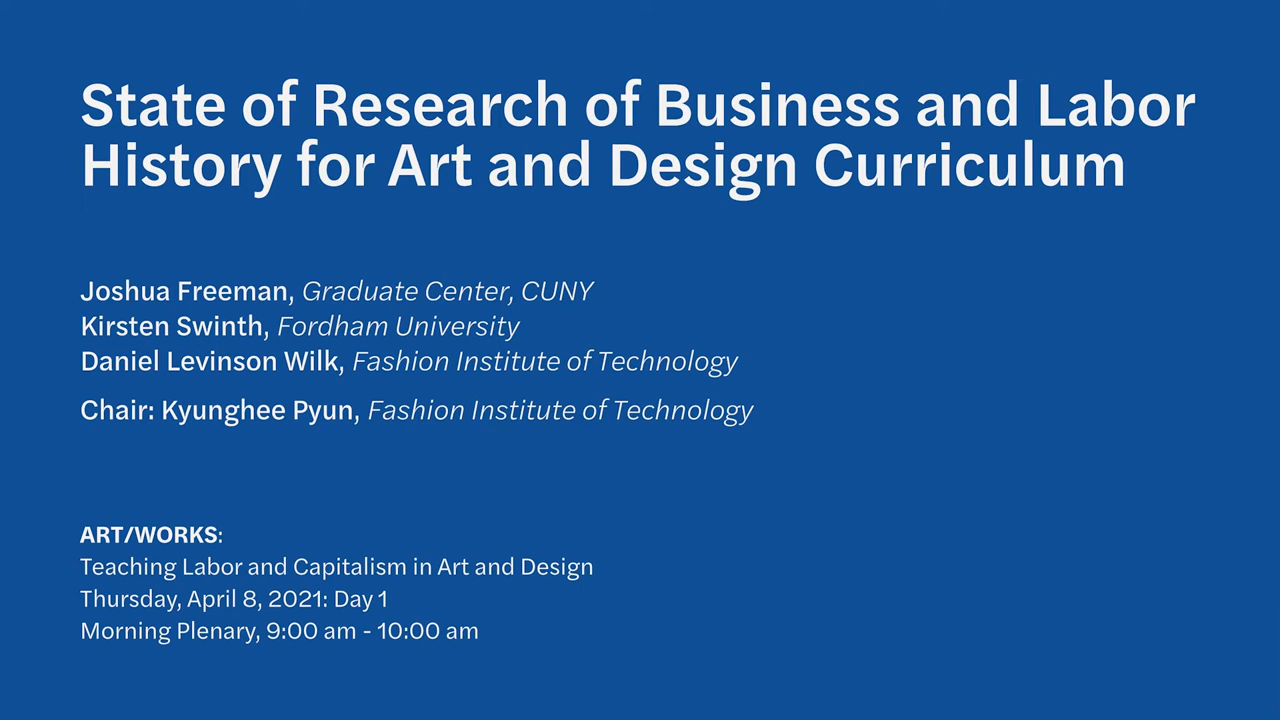 State of Research of Business and Labor
History for Art and Design Curriculum
Joshua Freeman, Graduate Center, CUNY
Kirsten Swinth, Fordham University
Daniel Levinson Wilk, Fashion Institute of Technology
Chair: Kyunghee Pyun, Fashion Institute of Technology
ART/WORKS:
Teaching Labor and Capitalism in Art and Design
Thursday, April 8, 2021: Day 1
Morning Plenary, 9:00 am - 10:00 am